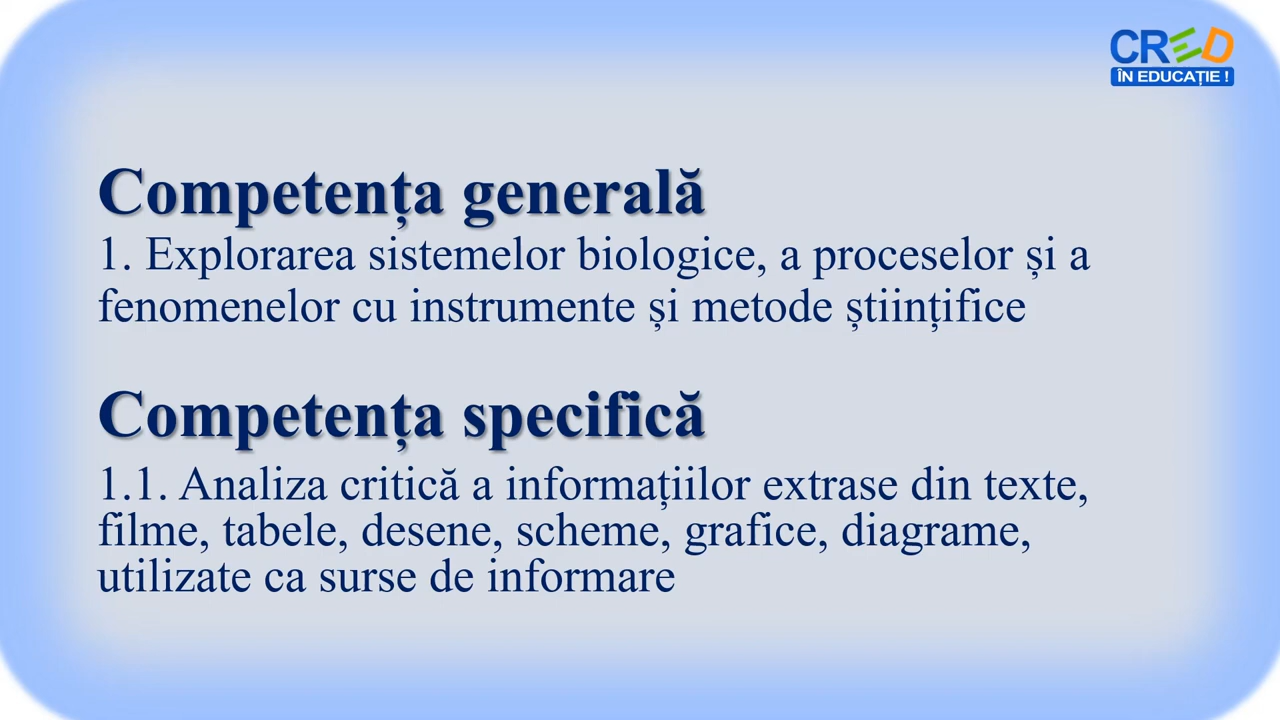 CRED
ÎN EDUCAȚIE !
Competența generală
1. Explorarea sistemelor biologice, a proceselor și a
fenomenelor cu instrumente și metode științifice
Competența specifică
1.1. Analiza critică a informațiilor extrase din texte,
filme, tabele, desene, scheme, grafice, diagrame,
utilizate ca surse de informare